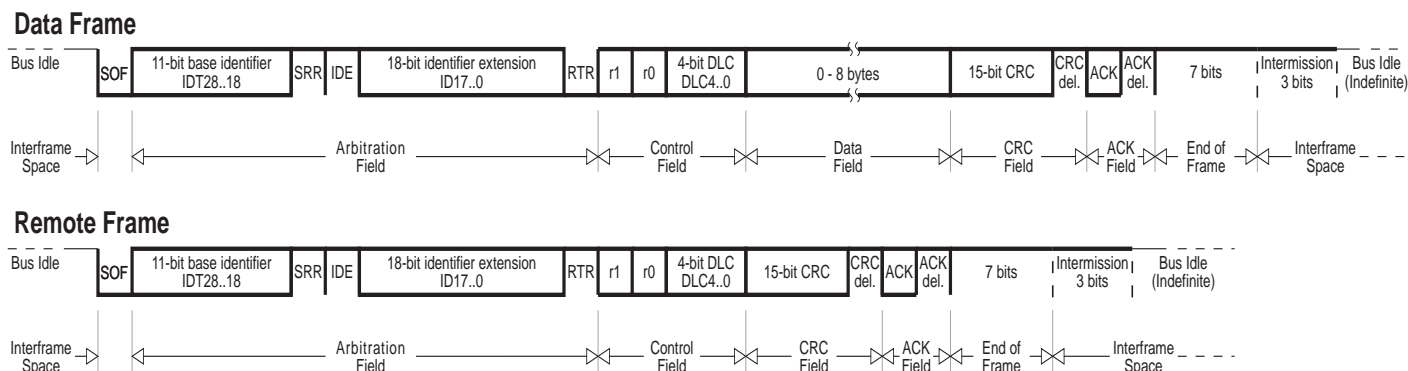 Data Frame
Bus Idle
SOF
11-bit base identifier
IDT28..18
SRR
IDE
18-bit identifier extension
ID17..0
RTR
r1
r0
4-bit DLC
DLC4..0
0 - 8 bytes
15-bit CRC
CRC
del.
ACK
ACK
del.
7 bits
Intermission
3 bits
Bus Idle
(Indefinite)
Interframe
Space
Arbitration
Field
Control
Field
Data
Field
CRC
Field
ACK
Field
End of
Frame
Interframe
Space
Remote Frame
Bus Idle
SOF
11-bit base identifier
IDT28..18
SRR
IDE
18-bit identifier extension
ID17..0
RTR
r1
r0
4-bit DLC
DLC4..0
15-bit CRC
CRC
del.
ACK
ACK
del.
7 bits
Intermission
3 bits
Bus Idle
(Indefinite)
Interframe
Space
Arbitration
Field
Control
Field
CRC
Field
ACK
Field
End of
Frame
Interframe
Space